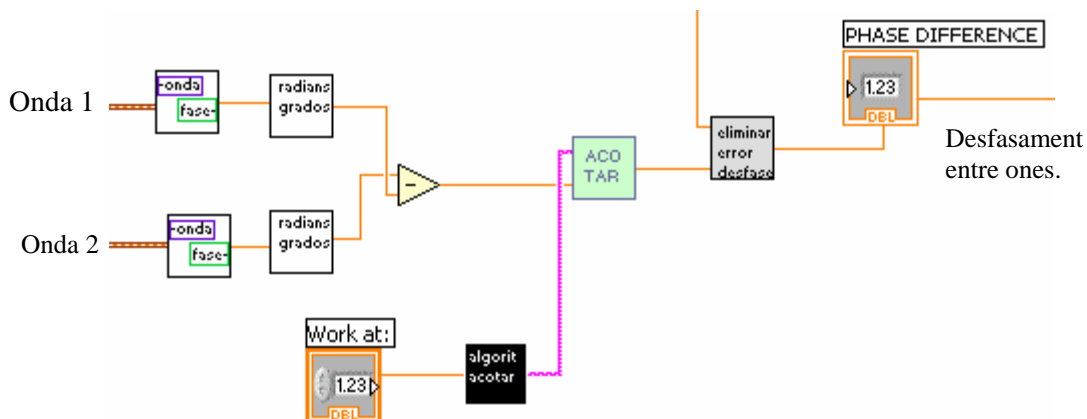 PHASE DIFFERENCE
1.23
DBL
Onda 1
onda
fase
radians
grados
eliminar
error
desfase
Desfasament
entre ones.
ACO
TAR
-
Onda 2
onda
fase
radians
grados
Work at:
1.23
DBL
algorit
acotar